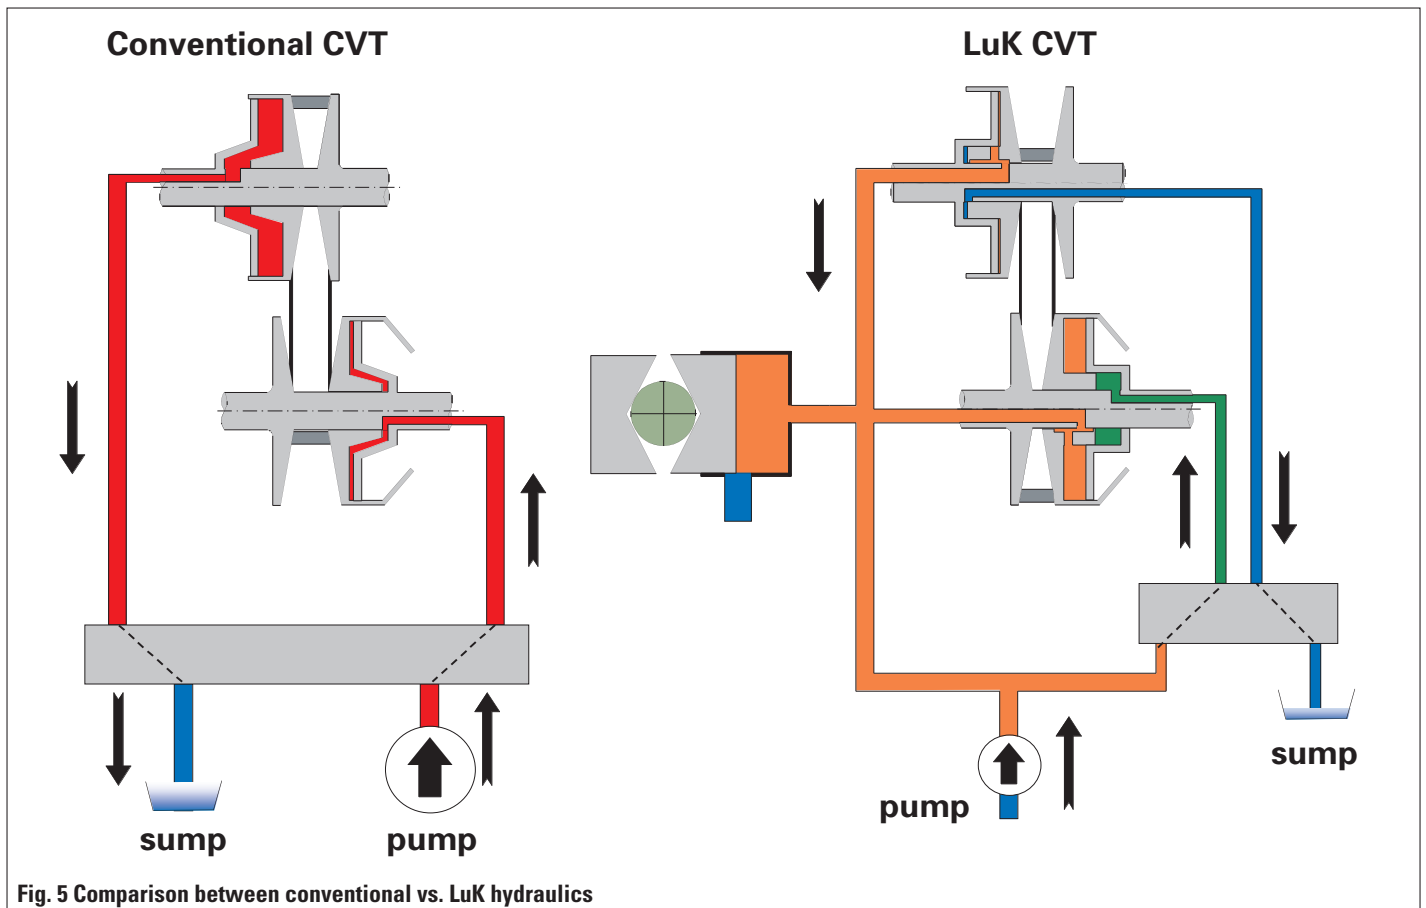 Conventional CVT
LuK CVT
sump
pump
pump
sump
Fig. 5 Comparison between conventional vs. LuK hydraulics